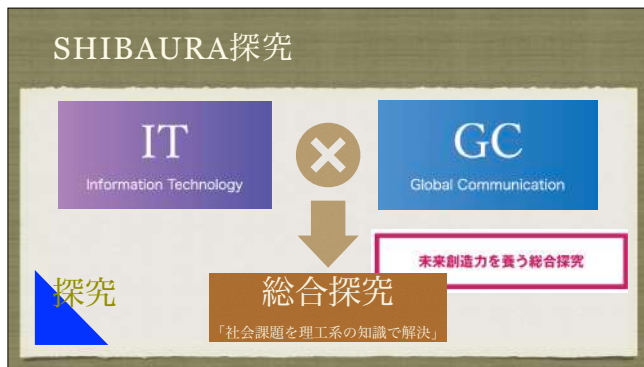 SHIBAURA探究
IT
Information Technology
GC
Global Communication
未来創造力を養う総合探究
探究
総合探究
「社会課題を理工系の知識で解決」